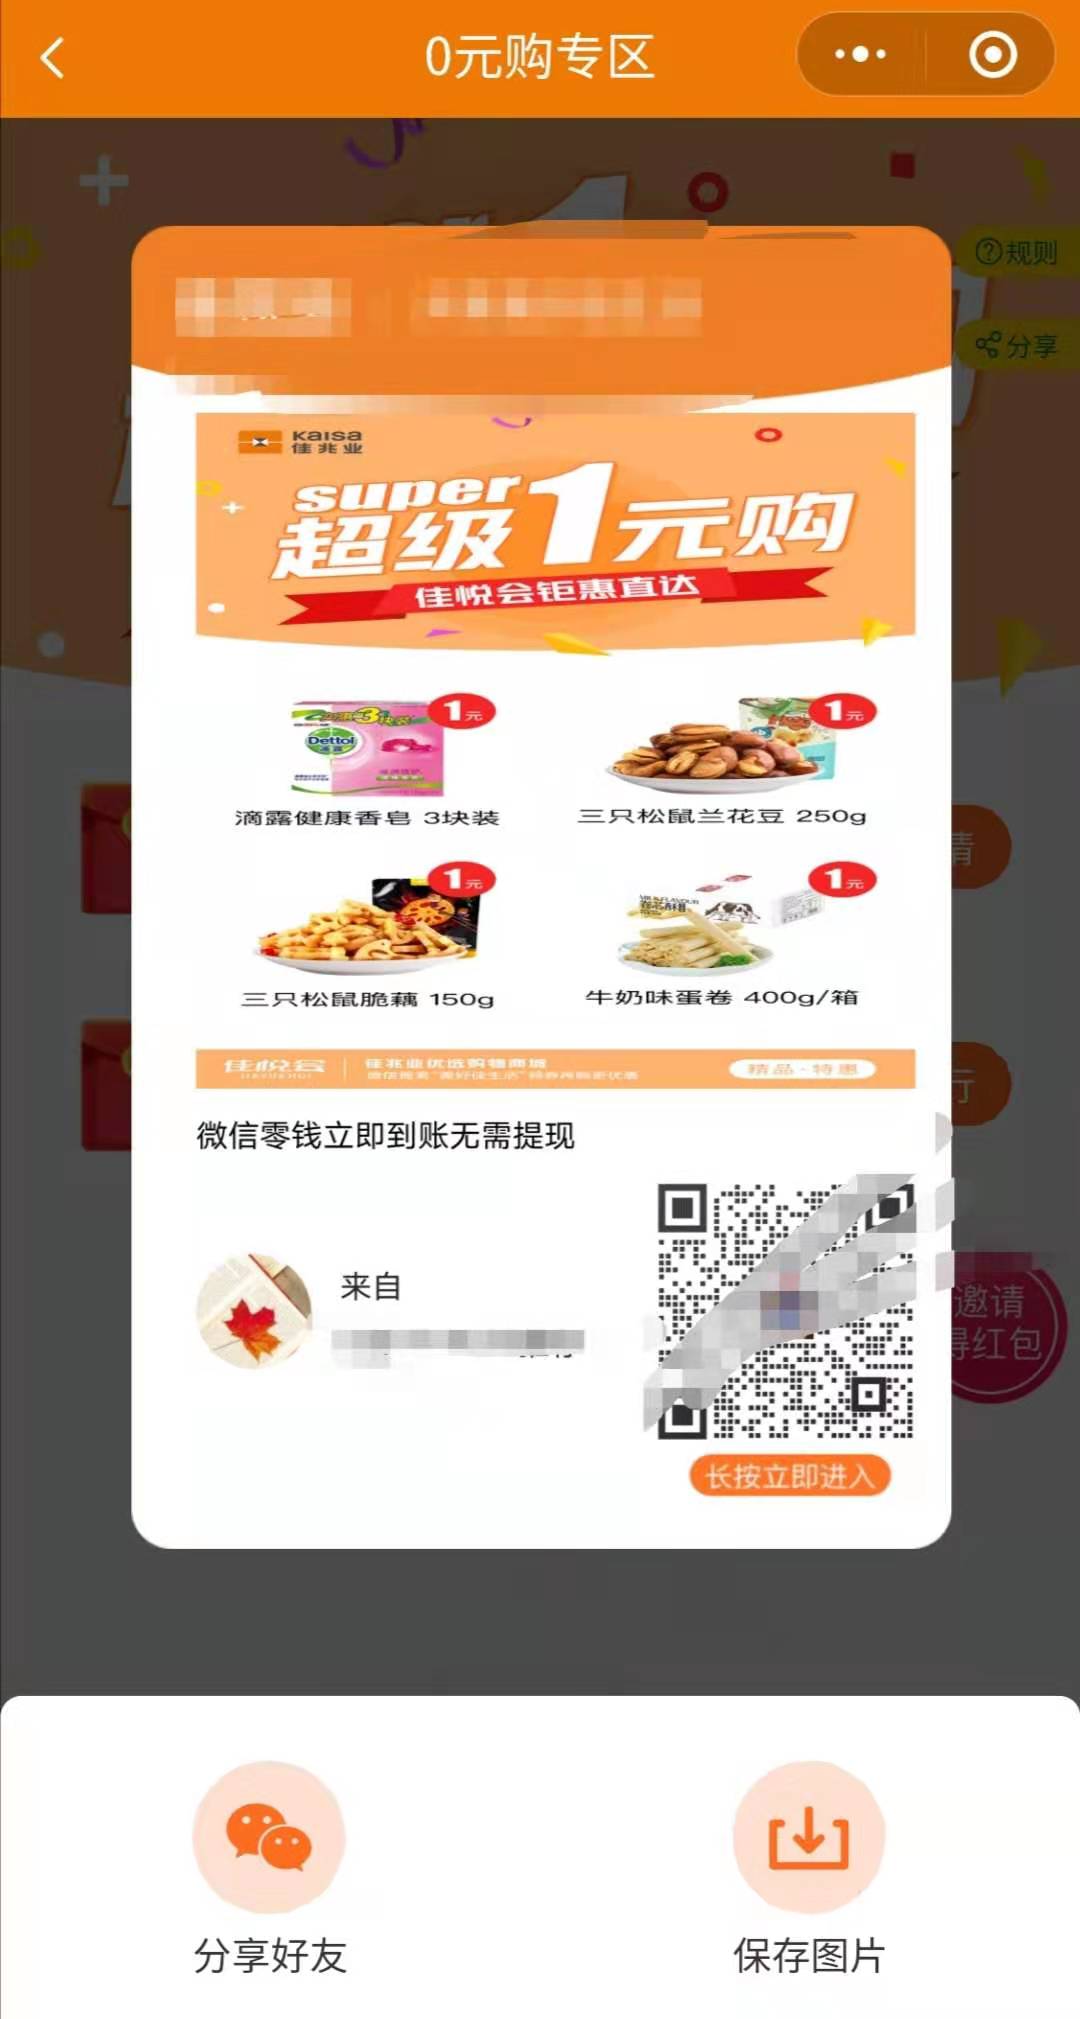 0元购专区
规则
分享
Kaisa
佳兆业
super
超级1元购
佳悦会钜惠直达
1元
1元
Dettol
滴露健康香皂 3块装
三只松鼠兰花豆 250g
1元
1元
三只松鼠脆藕 150g
牛奶味蛋卷 400g/箱
佳悦会
佳兆业优选购物商城
精品·特惠
微信零钱立即到账无需提现
来自
邀请
得红包
长按立即进入
分享好友
保存图片